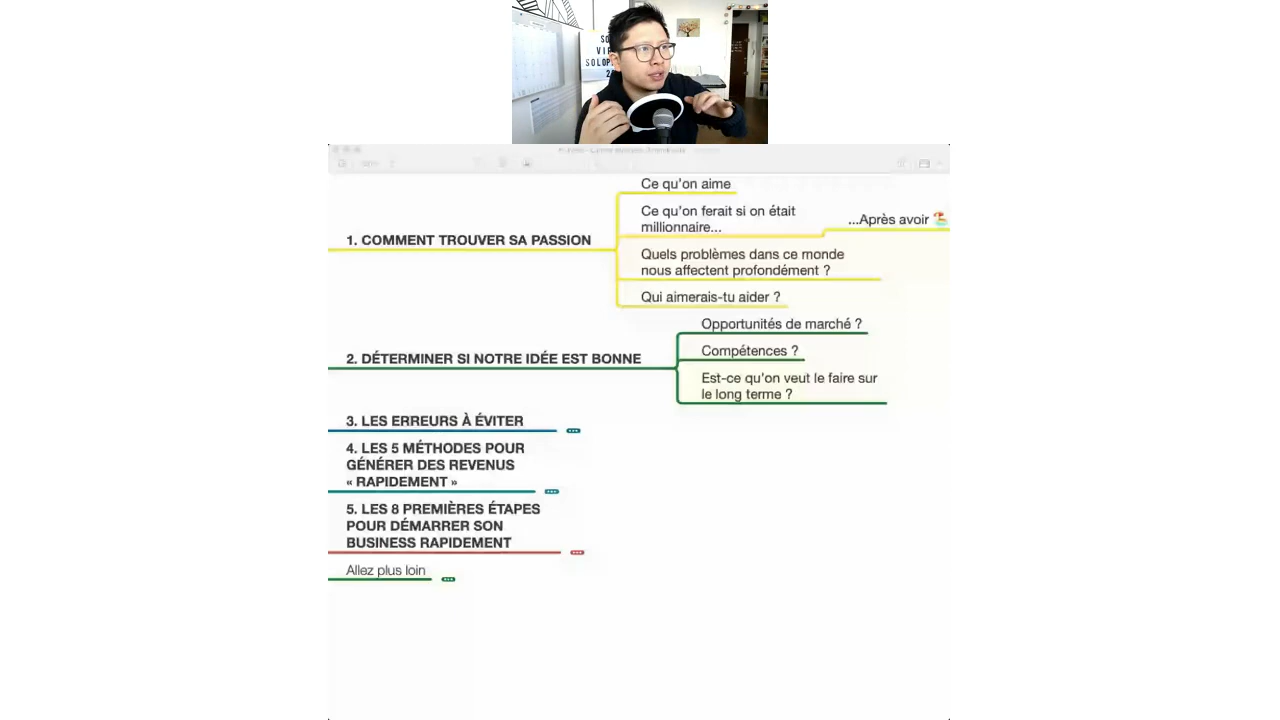 Ce qu'on aime
Ce qu'on ferait si on était
millionnaire...
...Après avoir
1. COMMENT TROUVER SA PASSION
Quels problèmes dans ce monde
nous affectent profondément ?
Qui aimerais-tu aider ?
Opportunités de marché ?
2. DÉTERMINER SI NOTRE IDÉE EST BONNE
Compétences ?
Est-ce qu'on veut le faire sur
le long terme ?
3. LES ERREURS À ÉVITER
4. LES 5 MÉTHODES POUR
GÉNÉRER DES REVENUS
« RAPIDEMENT »
5. LES 8 PREMIÈRES ÉTAPES
POUR DÉMARRER SON
BUSINESS RAPIDEMENT
Allez plus loin